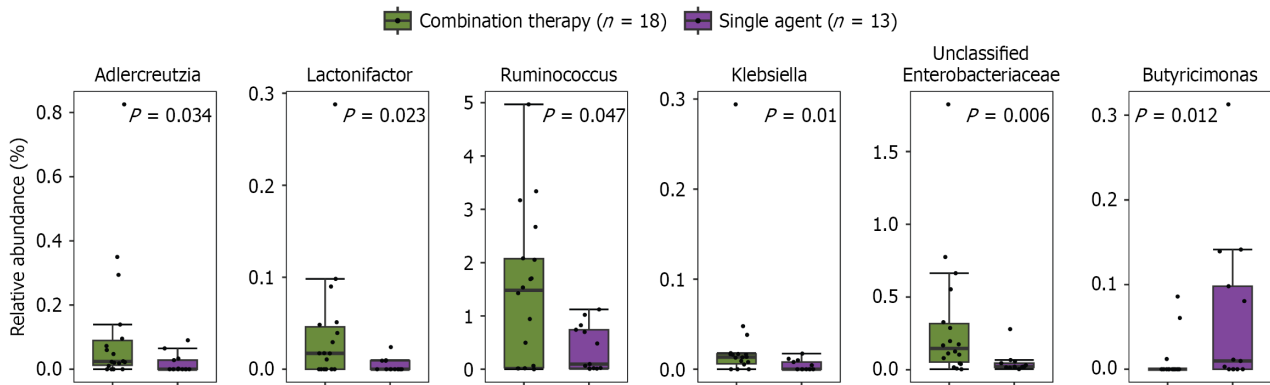 Combination therapy (n = 18) Single agent (n = 13)
Relative abundance (%)
Adlercreutzia
P = 0.034
0.8
0.6
0.4
0.2
0.0
Lactonifactor
P = 0.023
0.3
0.2
0.1
0.0
Ruminococcus
P = 0.047
5
4
3
2
1
0
Klebsiella
P = 0.01
0.3
0.2
0.1
0.0
Unclassified
Enterobacteriaceae
P = 0.006
1.5
1.0
0.5
0.0
Butyricimonas
P = 0.012
0.3
0.2
0.1
0.0